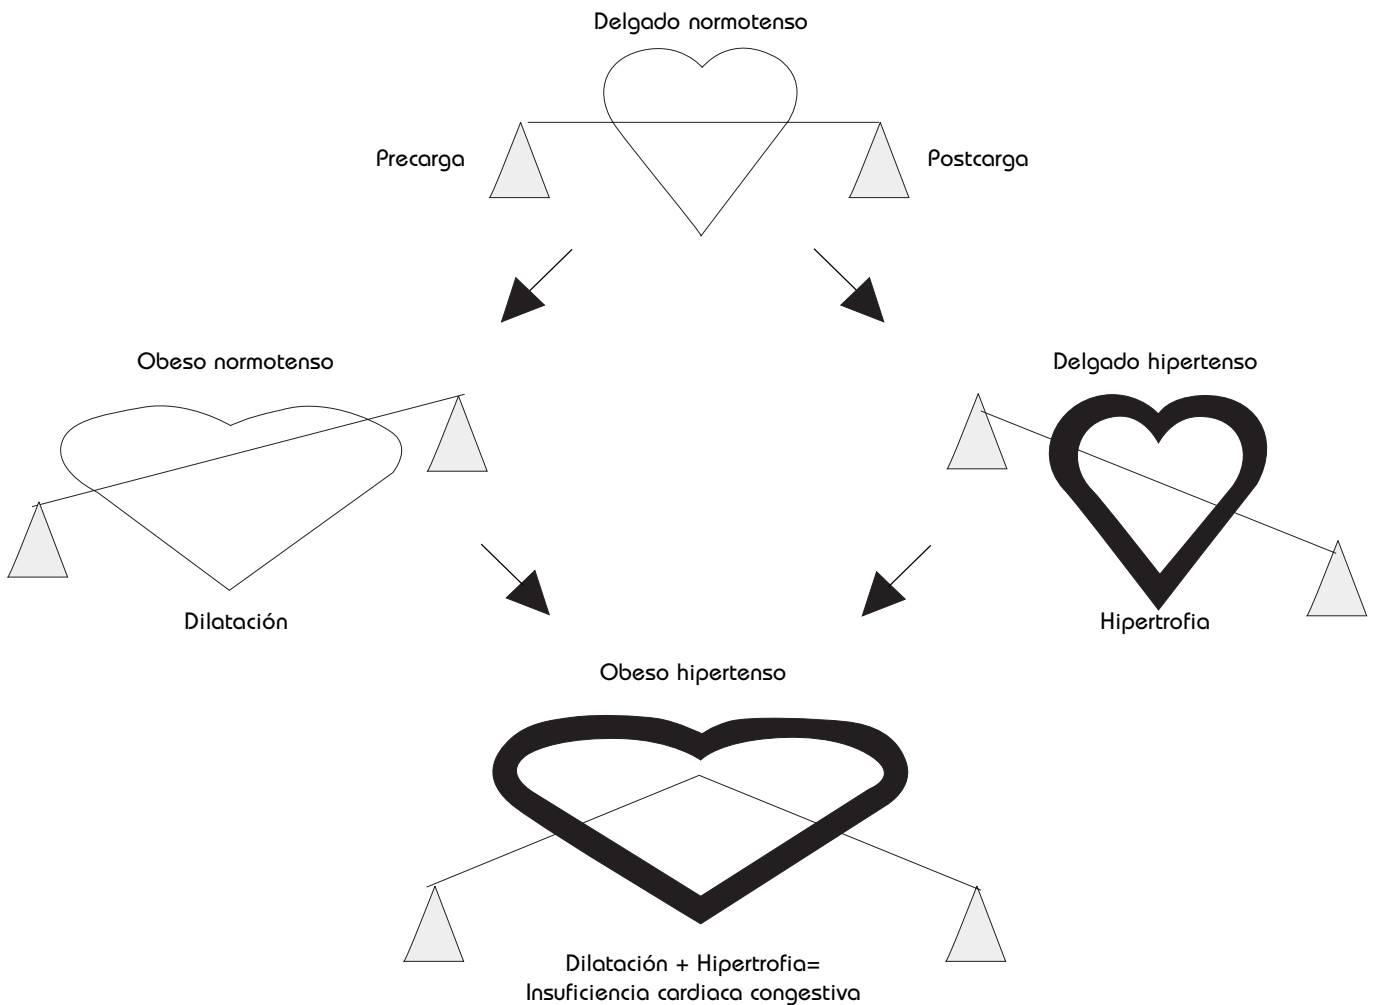 Delgado normotenso
Precarga
Postcarga
Obeso normotenso
Delgado hipertenso
Dilatación
Hipertrofia
Obeso hipertenso
Dilatación + Hipertrofia=
Insuficiencia cardiaca congestiva